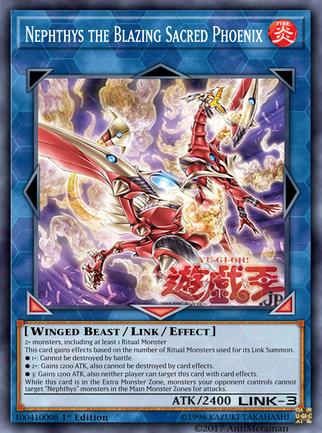 Nephthys the Blazing Sacred Phoenix
FIRE
炎
YU-GI-OH!
遊戯王
.JP
[Winged Beast / Link / Effect]
2+ monsters, including at least 1 Ritual Monster
This card gains effects based on the number of Ritual Monsters used for its Link Summon.
●1+: Cannot be destroyed by battle.
●2+: Gains 1200 ATK, also cannot be destroyed by card effects.
●3: Gains 1200 ATK, also neither player can target this card with card effects.
While this card is in the Extra Monster Zone, monsters your opponent controls cannot
target "Nephthys" monsters in the Main Monster Zones for attacks.
ATK/2400 LINK-3
100410008 1st Edition ©1996 KAZUKI TAKAHASHI
©2017 AntiMetaman